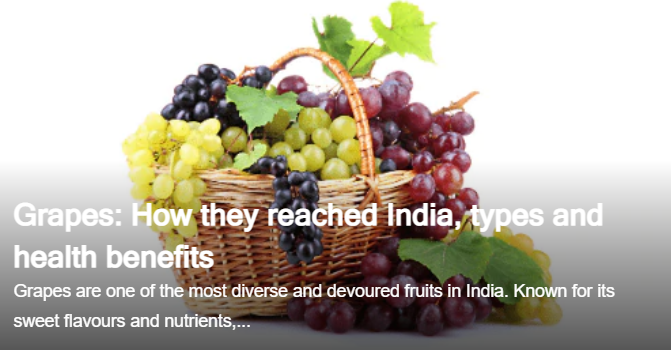 Grapes: How they reached India, types and
health benefits
Grapes are one of the most diverse and devoured fruits in India. Known for its
sweet flavours and nutrients,...